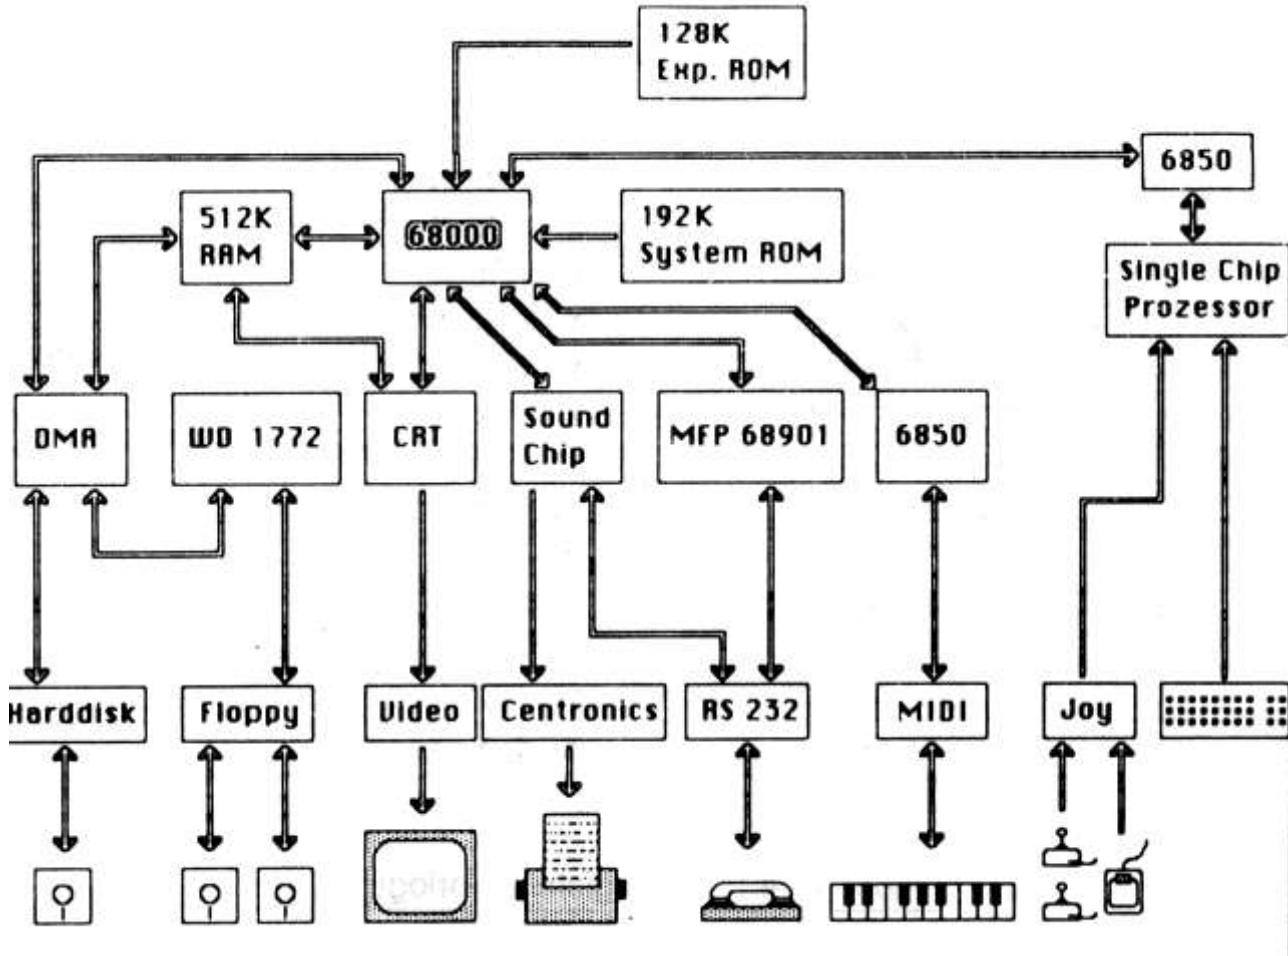 128K
Exp. ROM
6850
512K
RAM
68000
192K
System ROM
Single Chip
Prozessor
DMA
WD 1772
CRT
Sound
Chip
MFP 68901
6850
Harddisk
Floppy
Video
Centronics
RS 232
MIDI
Joy